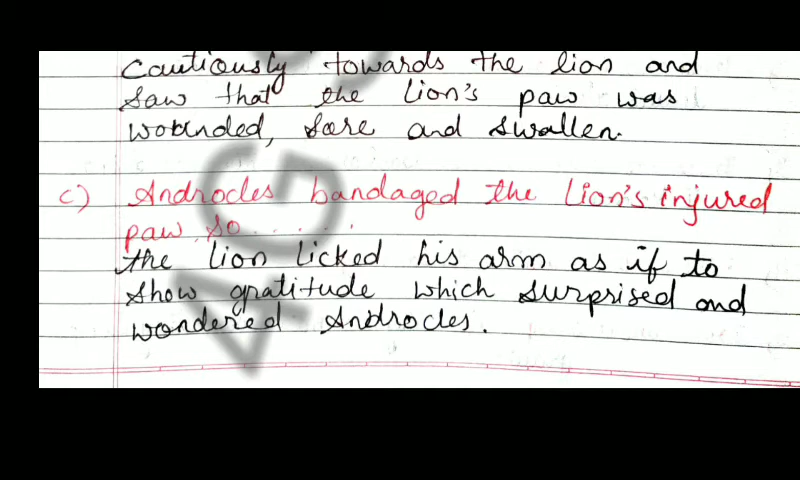 Cautiously towards the lion and
saw that the lion's paw was
wounded, sore and swallen.
c) Androcles bandaged the lion's injured
paw so......
the lion licked his arm as if to
show gratitude which surprised and
wondered Androcles.